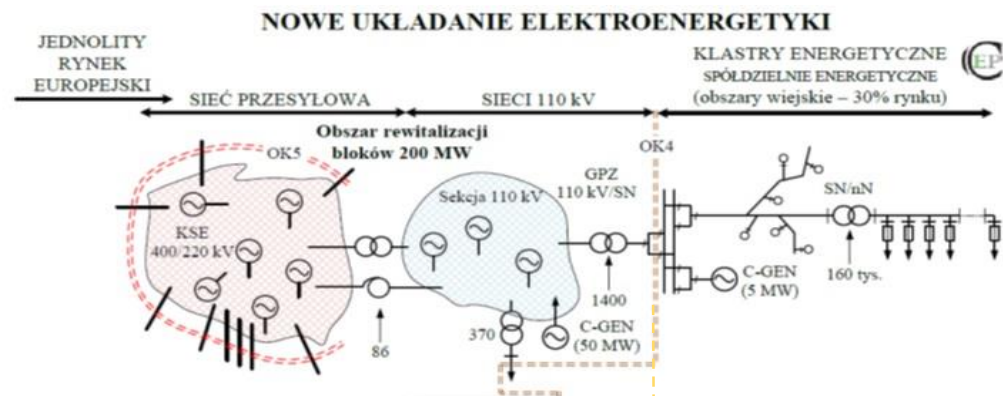 NOWE UKŁADANIE ELEKTROENERGETYKI
JEDNOLITY
RYNEK
EUROPEJSKI
KLASTRY ENERGETYCZNE
SPÓŁDZIELNIE ENERGETYCZNE
(obszary wiejskie – 30% rynku)
CEP
SIEĆ PRZESYŁOWA
SIECI 110 kV
Obszar rewitalizacji
bloków 200 MW
OK5
OK4
GPZ
110 kV/SN
Sekcja 110 kV
SN/nN
KSE
400/220 kV
C-GEN
(5 MW)
160 tys.
1400
86
370
C-GEN
(50 MW)